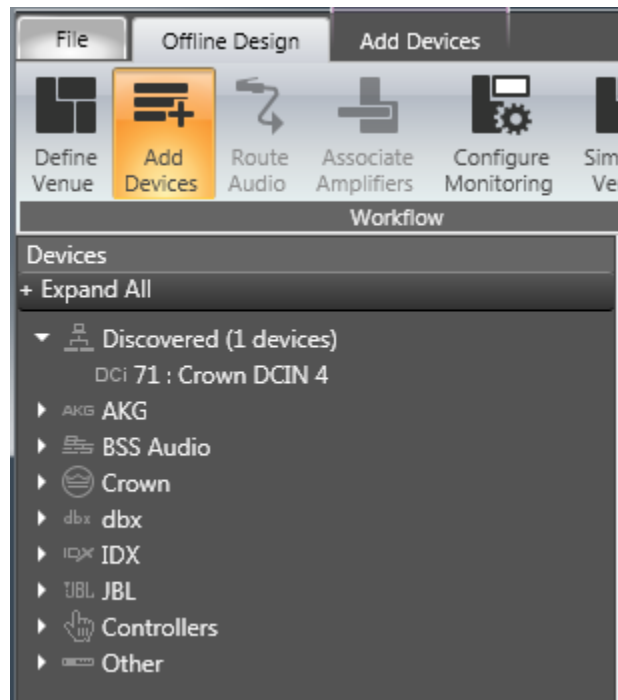 File Offline Design Add Devices
Define Venue Add Devices Route Audio Associate Amplifiers Configure Monitoring
Workflow
Devices
+ Expand All
Discovered (1 devices)
DCi 71 : Crown DCIN 4
AKG AKG
BSS Audio
Crown
dbx dbx
IDX IDX
JBL JBL
Controllers
Other